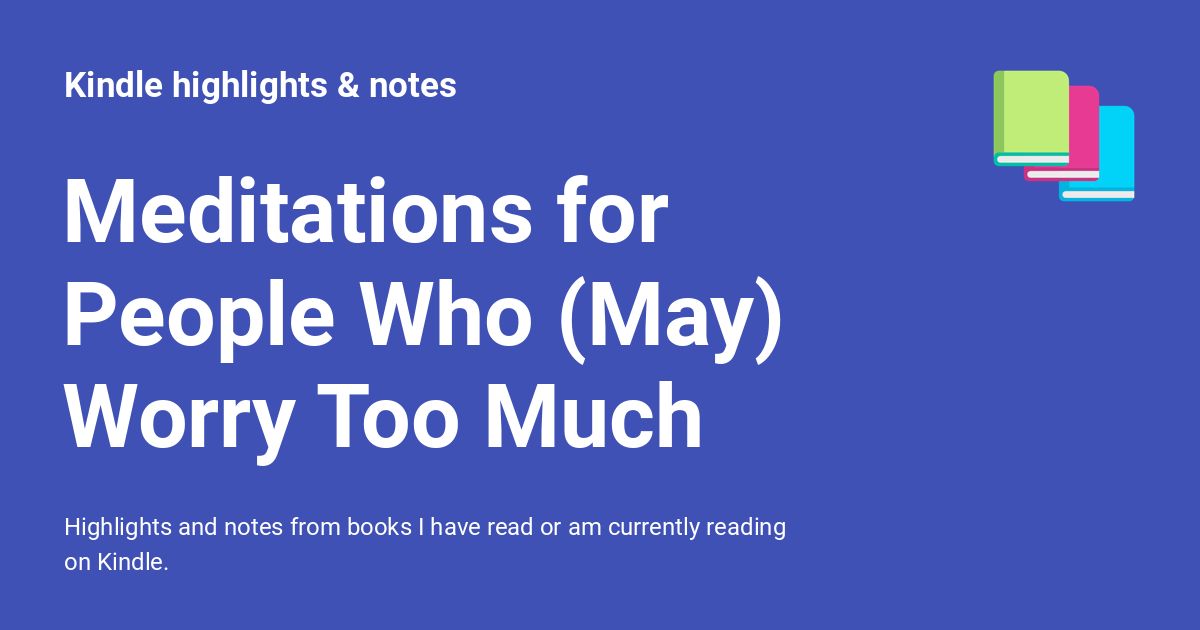 Kindle highlights & notes
Meditations for
People Who (May)
Worry Too Much
Highlights and notes from books I have read or am currently reading
on Kindle.